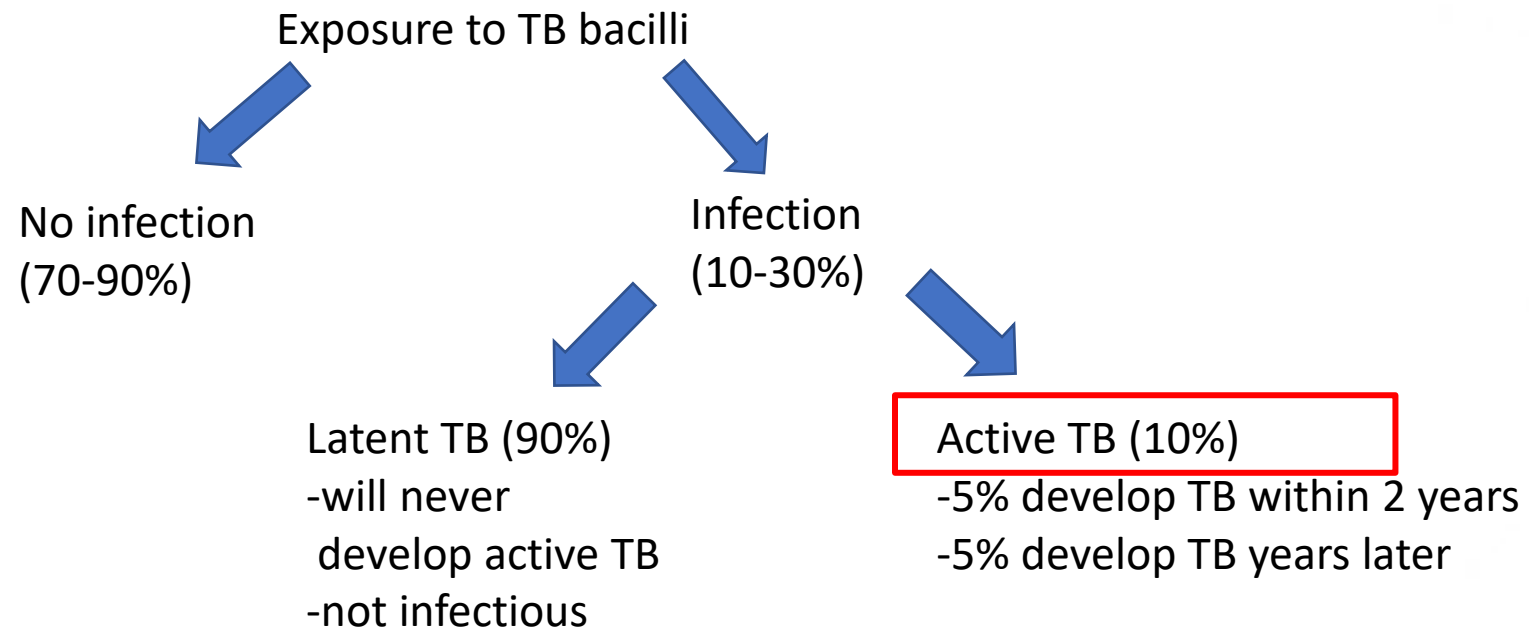 Exposure to TB bacilli
No infection
(70-90%)
Infection
(10-30%)
Latent TB (90%)
-will never
develop active TB
-not infectious
Active TB (10%)
-5% develop TB within 2 years
-5% develop TB years later